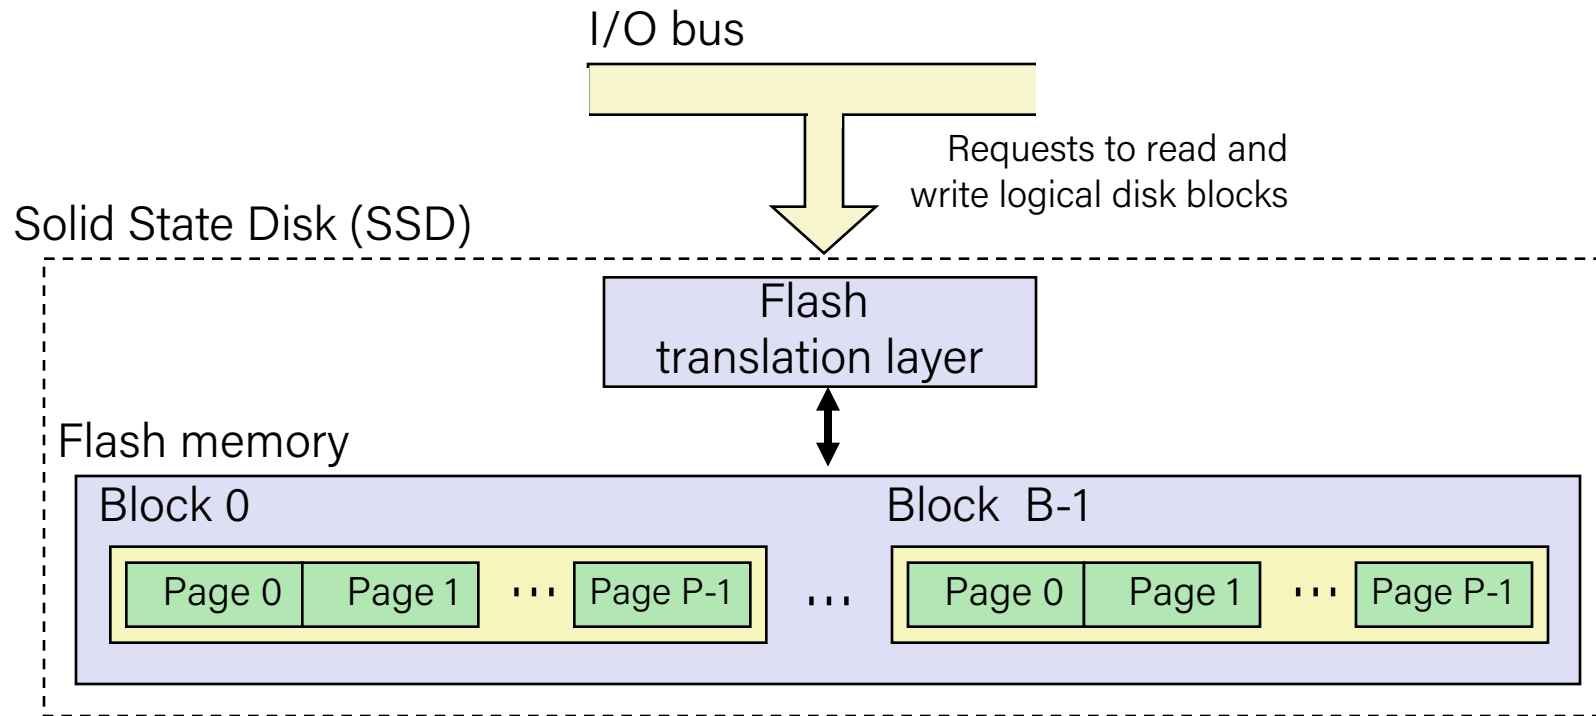 I/O bus
Requests to read and
write logical disk blocks
Solid State Disk (SSD)
Flash
translation layer
Flash memory
Block 0
Block B-1
Page 0
Page 1
...
Page P-1
...
Page 0
Page 1
...
Page P-1